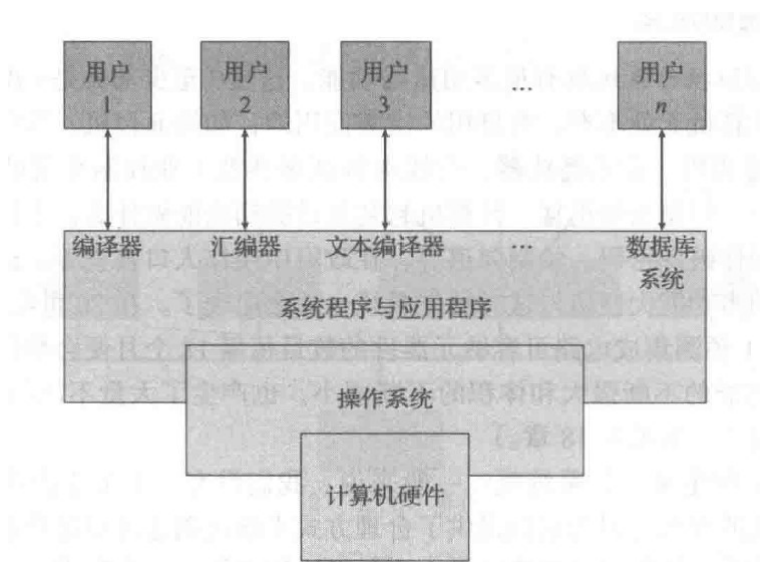 用户
1
用户
2
用户
3
...
用户
n
编译器
汇编器
文本编译器
...
数据库
系统
系统程序与应用程序
操作系统
计算机硬件